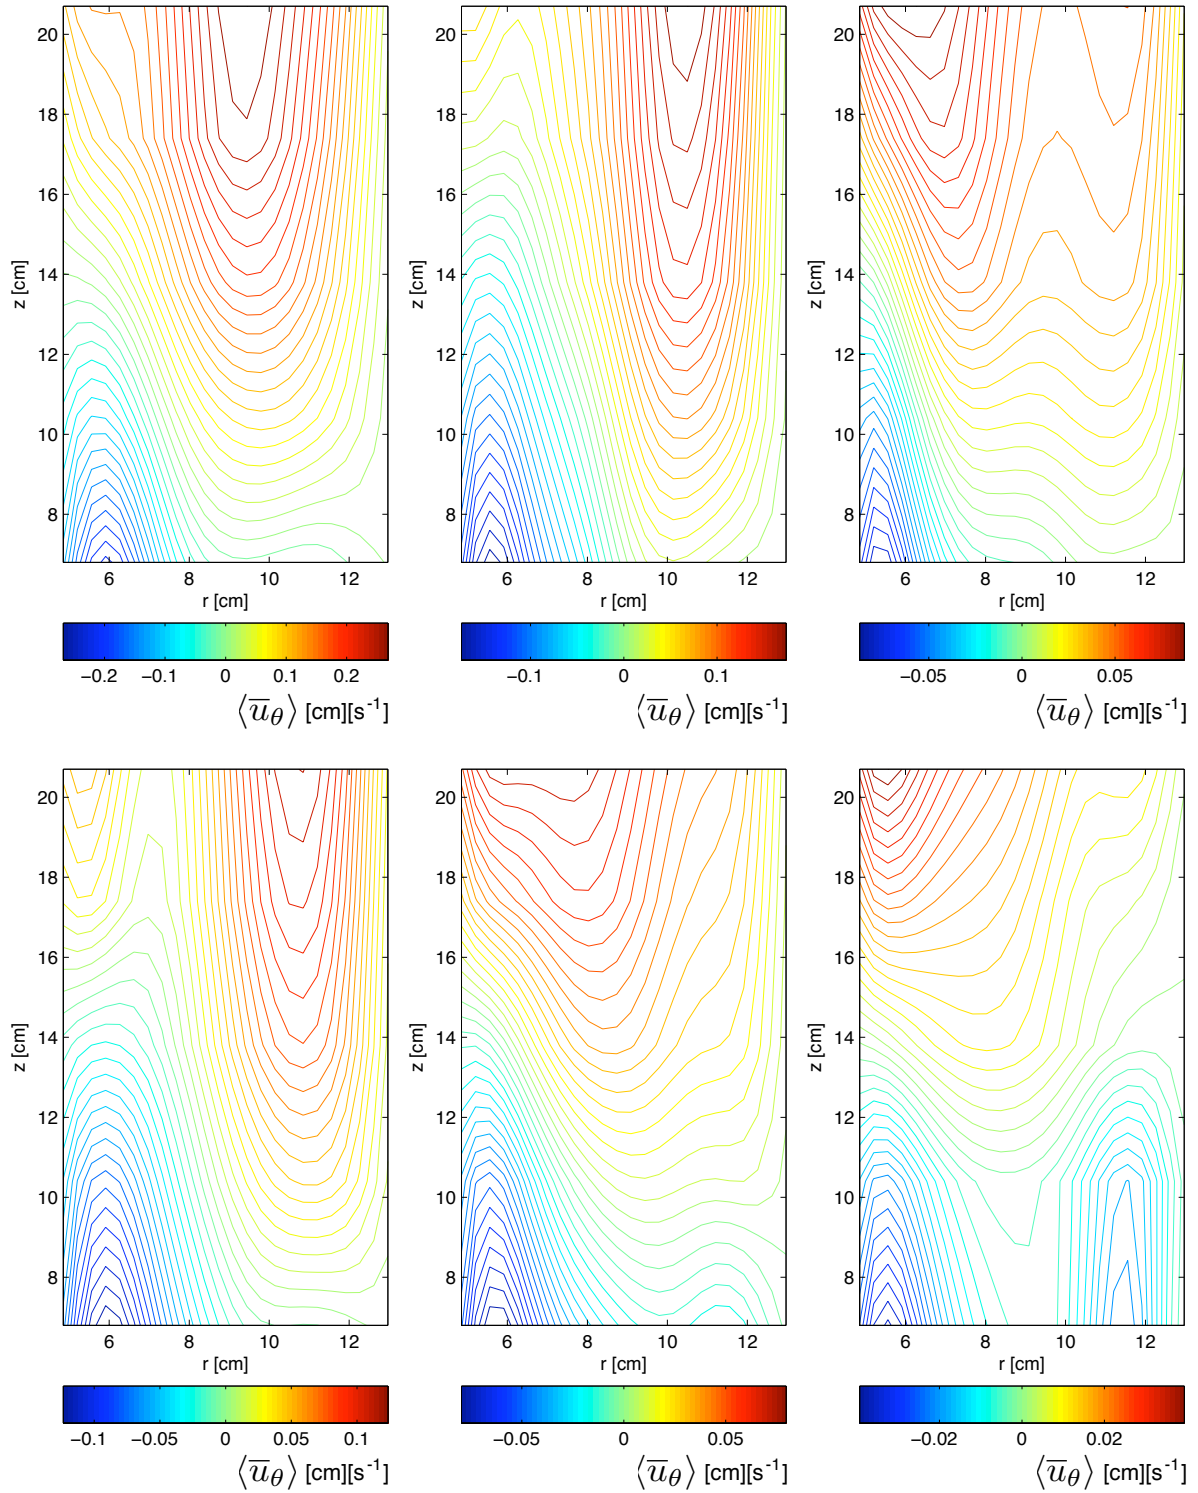 20
18
16
14
12
10
8
z [cm]
6 8 10 12
r [cm]
−0.2 −0.1 0 0.1 0.2
⟨u̅θ⟩ [cm][s⁻¹]
20
18
16
14
12
10
8
z [cm]
6 8 10 12
r [cm]
−0.1 0 0.1
⟨u̅θ⟩ [cm][s⁻¹]
20
18
16
14
12
10
8
z [cm]
6 8 10 12
r [cm]
−0.05 0 0.05
⟨u̅θ⟩ [cm][s⁻¹]
20
18
16
14
12
10
8
z [cm]
6 8 10 12
r [cm]
−0.1 −0.05 0 0.05 0.1
⟨u̅θ⟩ [cm][s⁻¹]
20
18
16
14
12
10
8
z [cm]
6 8 10 12
r [cm]
−0.05 0 0.05
⟨u̅θ⟩ [cm][s⁻¹]
20
18
16
14
12
10
8
z [cm]
6 8 10 12
r [cm]
−0.02 0 0.02
⟨u̅θ⟩ [cm][s⁻¹]